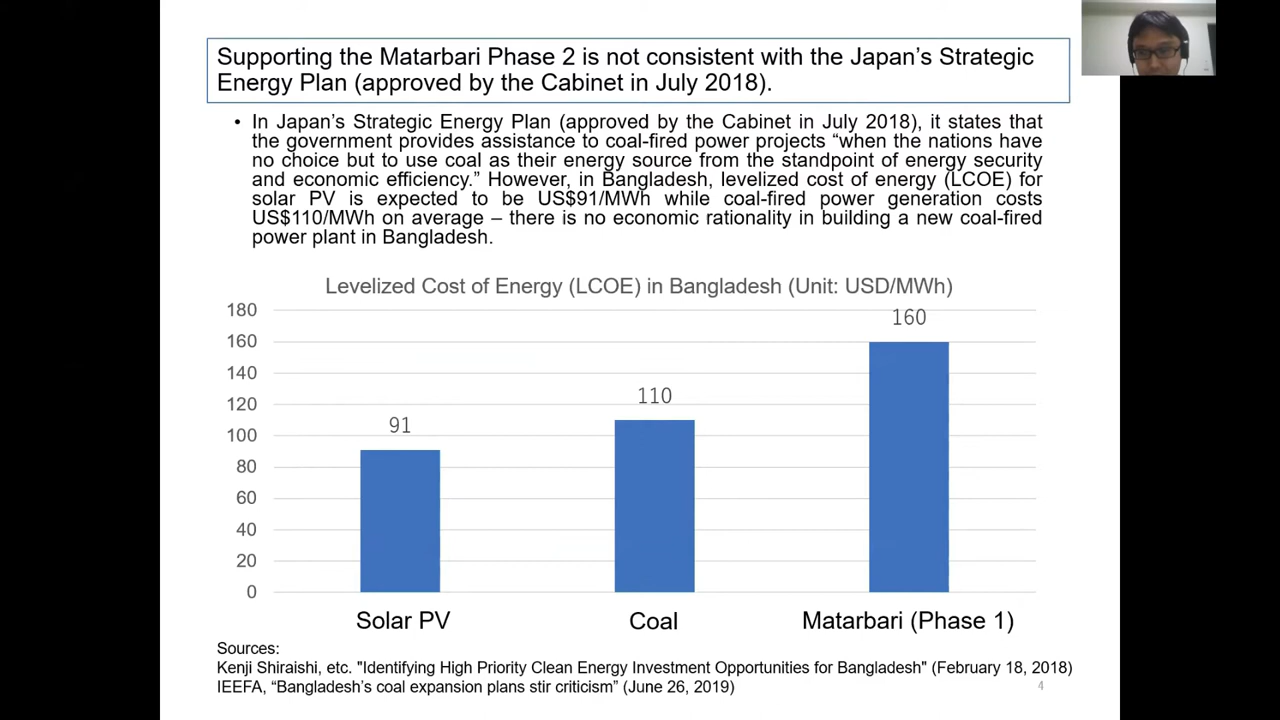 Supporting the Matarbari Phase 2 is not consistent with the Japan's Strategic
Energy Plan (approved by the Cabinet in July 2018).
• In Japan's Strategic Energy Plan (approved by the Cabinet in July 2018), it states that
the government provides assistance to coal-fired power projects “when the nations have
no choice but to use coal as their energy source from the standpoint of energy security
and economic efficiency.” However, in Bangladesh, levelized cost of energy (LCOE) for
solar PV is expected to be US$91/MWh while coal-fired power generation costs
US$110/MWh on average – there is no economic rationality in building a new coal-fired
power plant in Bangladesh.
Levelized Cost of Energy (LCOE) in Bangladesh (Unit: USD/MWh)
180
160
140
120
100
80
60
40
20
0
91
110
160
Solar PV
Coal
Matarbari (Phase 1)
Sources:
Kenji Shiraishi, etc. "Identifying High Priority Clean Energy Investment Opportunities for Bangladesh" (February 18, 2018)
IEEFA, “Bangladesh's coal expansion plans stir criticism” (June 26, 2019)
4